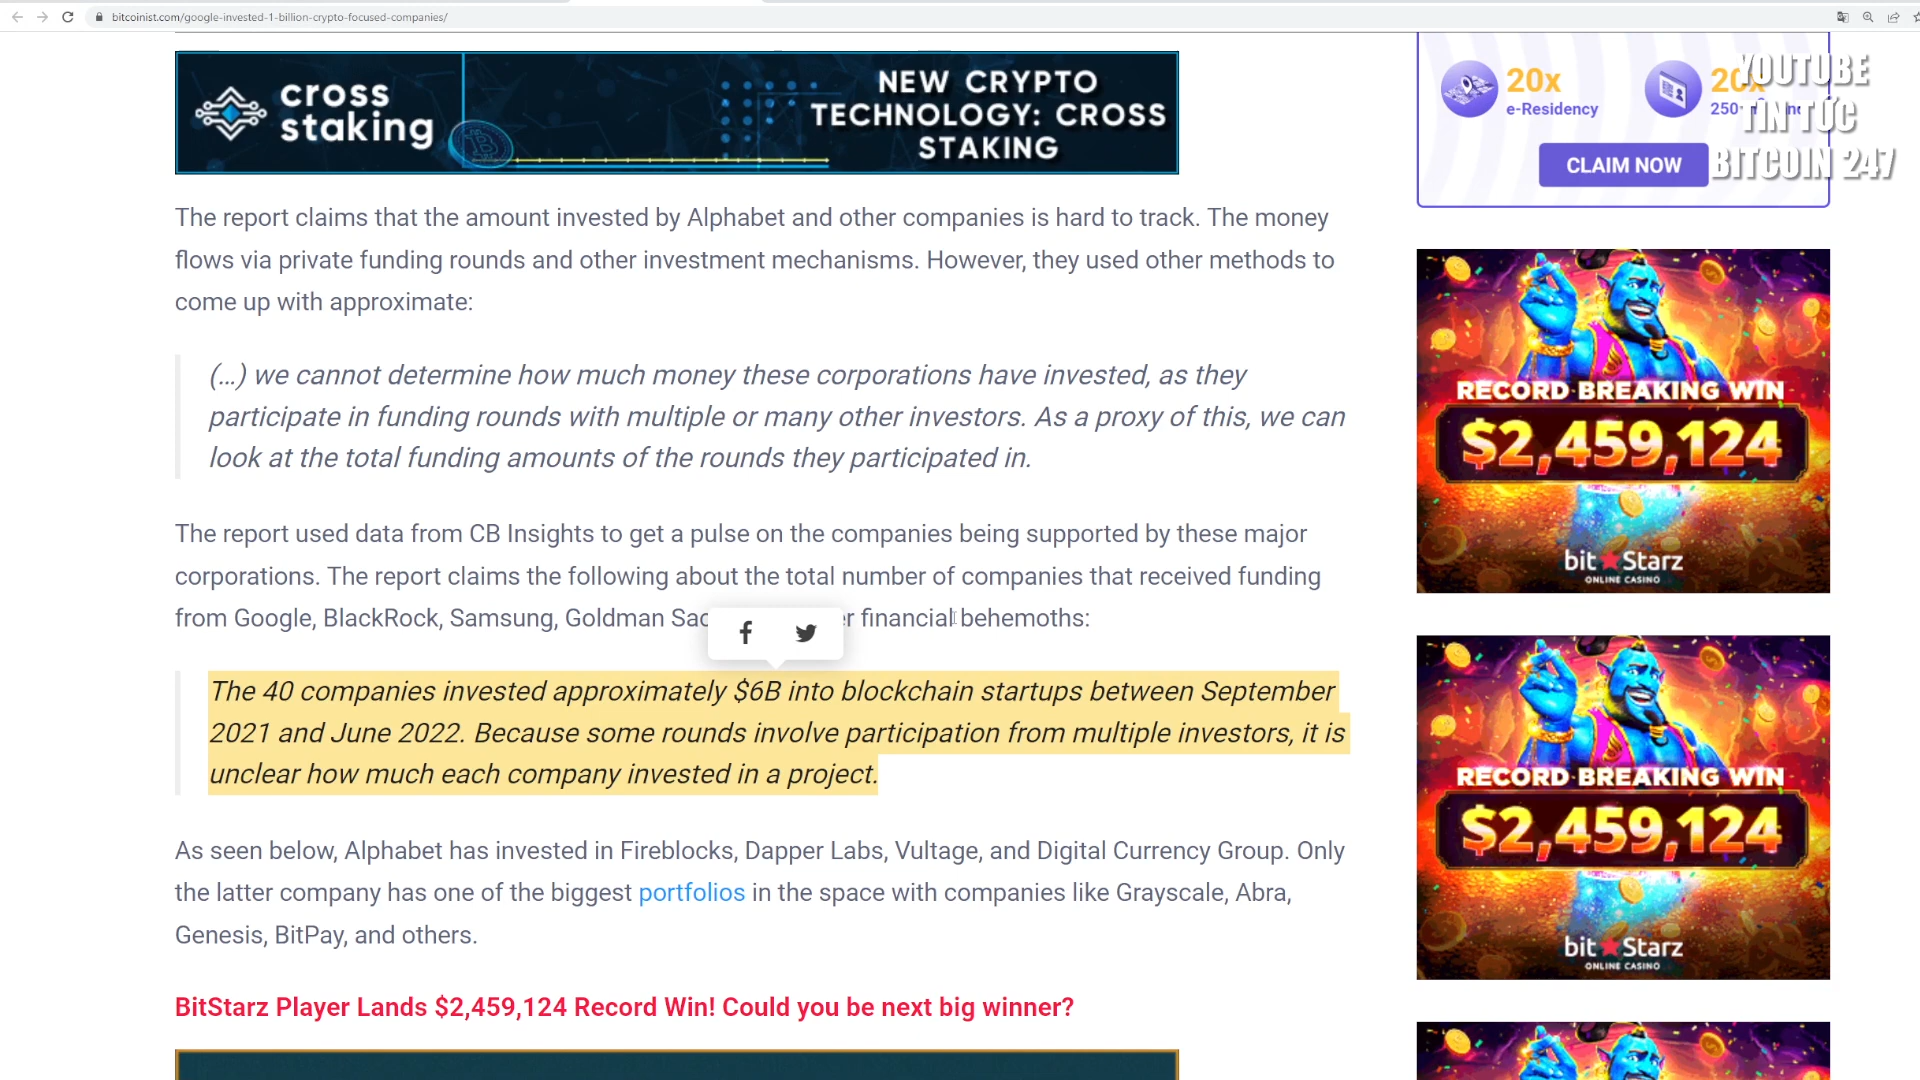 bitcoinist.com/google-invested-1-billion-crypto-focused-companies/
cross
staking
NEW CRYPTO
TECHNOLOGY: CROSS
STAKING
The report claims that the amount invested by Alphabet and other companies is hard to track. The money
flows via private funding rounds and other investment mechanisms. However, they used other methods to
come up with approximate:
(…) we cannot determine how much money these corporations have invested, as they
participate in funding rounds with multiple or many other investors. As a proxy of this, we can
look at the total funding amounts of the rounds they participated in.
The report used data from CB Insights to get a pulse on the companies being supported by these major
corporations. The report claims the following about the total number of companies that received funding
from Google, BlackRock, Samsung, Goldman financial behemoths:
The 40 companies invested approximately $6B into blockchain startups between September
2021 and June 2022. Because some rounds involve participation from multiple investors, it is
unclear how much each company invested in a project.
As seen below, Alphabet has invested in Fireblocks, Dapper Labs, Vultage, and Digital Currency Group. Only
the latter company has one of the biggest portfolios in the space with companies like Grayscale, Abra,
Genesis, BitPay, and others.
BitStarz Player Lands $2,459,124 Record Win! Could you be next big winner?
20x
e-Residency
CLAIM NOW
YOUTUBE
TIN TỨC
BITCOIN 247
RECORD BREAKING WIN
$2,459,124
bit Starz
ONLINE CASINO
RECORD BREAKING WIN
$2,459,124
bit Starz
ONLINE CASINO